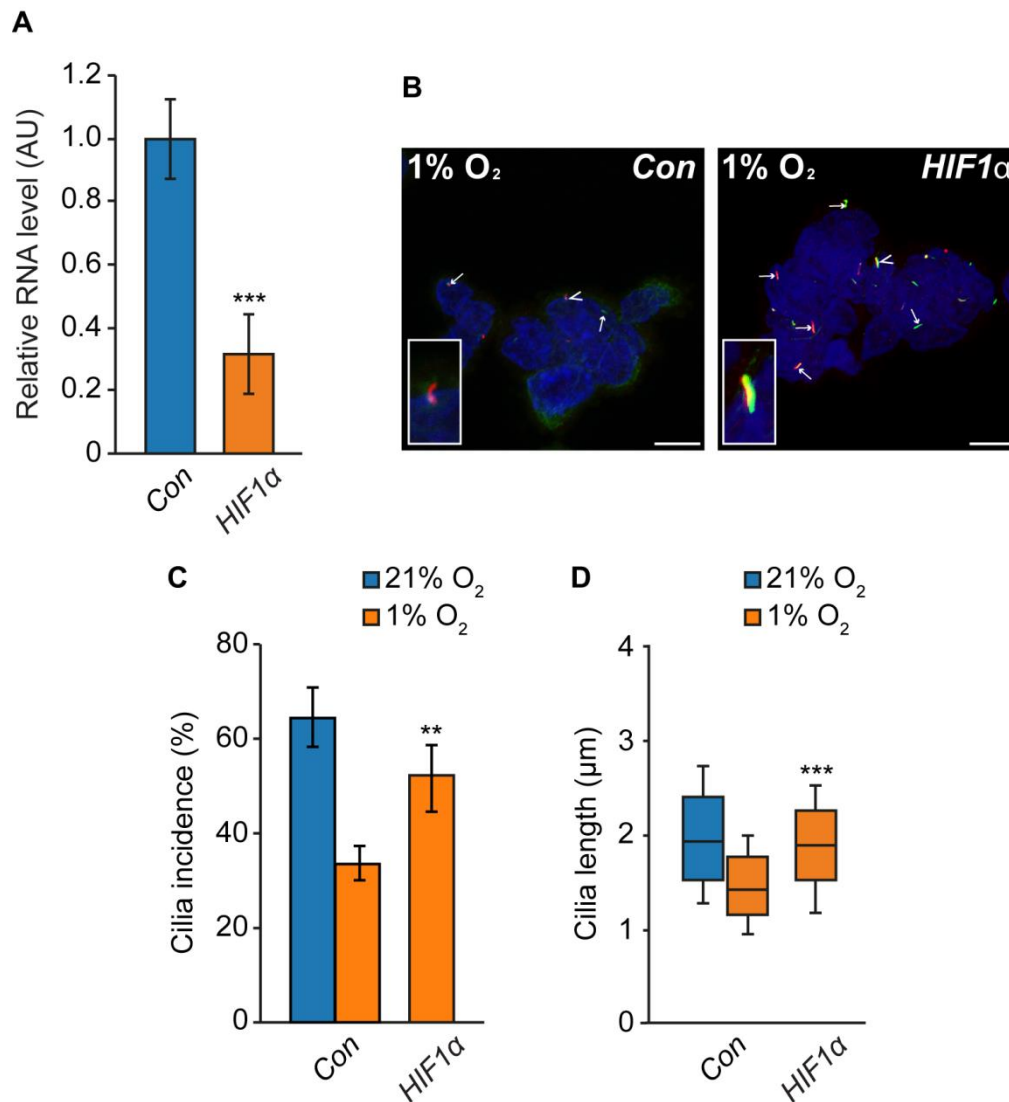 A
Relative RNA level (AU)
1.2
1.0
0.8
0.6
0.4
0.2
0
***
Con
HIF1α
B
1% O₂ Con
1% O₂ HIF1α
C
21% O₂
1% O₂
Cilia incidence (%)
80
60
40
20
0
**
Con
HIF1α
D
21% O₂
1% O₂
Cilia length (μm)
4
3
2
1
0
***
Con
HIF1α